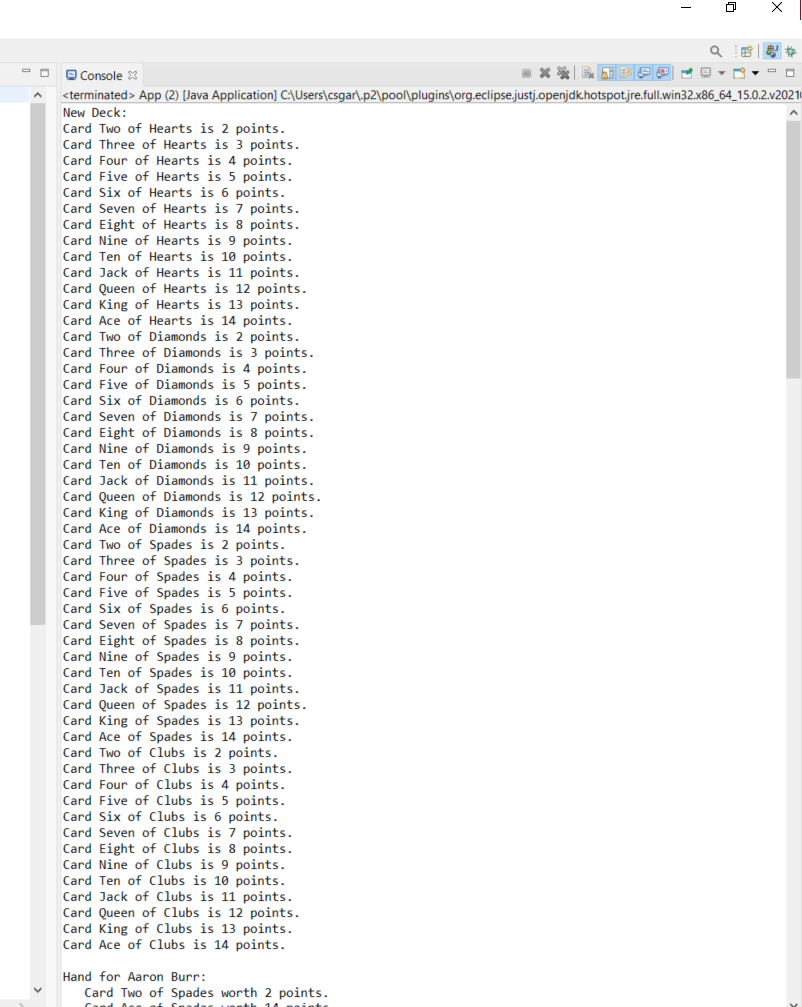 Console
<terminated> App (2) [Java Application] C:\Users\csgar\.p2\pool\plugins\org.eclipse.justj.openjdk.hotspot.jre.full.win32.x86_64_15.0.2.v2021
New Deck:
Card Two of Hearts is 2 points.
Card Three of Hearts is 3 points.
Card Four of Hearts is 4 points.
Card Five of Hearts is 5 points.
Card Six of Hearts is 6 points.
Card Seven of Hearts is 7 points.
Card Eight of Hearts is 8 points.
Card Nine of Hearts is 9 points.
Card Ten of Hearts is 10 points.
Card Jack of Hearts is 11 points.
Card Queen of Hearts is 12 points.
Card King of Hearts is 13 points.
Card Ace of Hearts is 14 points.
Card Two of Diamonds is 2 points.
Card Three of Diamonds is 3 points.
Card Four of Diamonds is 4 points.
Card Five of Diamonds is 5 points.
Card Six of Diamonds is 6 points.
Card Seven of Diamonds is 7 points.
Card Eight of Diamonds is 8 points.
Card Nine of Diamonds is 9 points.
Card Ten of Diamonds is 10 points.
Card Jack of Diamonds is 11 points.
Card Queen of Diamonds is 12 points.
Card King of Diamonds is 13 points.
Card Ace of Diamonds is 14 points.
Card Two of Spades is 2 points.
Card Three of Spades is 3 points.
Card Four of Spades is 4 points.
Card Five of Spades is 5 points.
Card Six of Spades is 6 points.
Card Seven of Spades is 7 points.
Card Eight of Spades is 8 points.
Card Nine of Spades is 9 points.
Card Ten of Spades is 10 points.
Card Jack of Spades is 11 points.
Card Queen of Spades is 12 points.
Card King of Spades is 13 points.
Card Ace of Spades is 14 points.
Card Two of Clubs is 2 points.
Card Three of Clubs is 3 points.
Card Four of Clubs is 4 points.
Card Five of Clubs is 5 points.
Card Six of Clubs is 6 points.
Card Seven of Clubs is 7 points.
Card Eight of Clubs is 8 points.
Card Nine of Clubs is 9 points.
Card Ten of Clubs is 10 points.
Card Jack of Clubs is 11 points.
Card Queen of Clubs is 12 points.
Card King of Clubs is 13 points.
Card Ace of Clubs is 14 points.
Hand for Aaron Burr:
Card Two of Spades worth 2 points.
Card Ace of Spades worth 14 points.